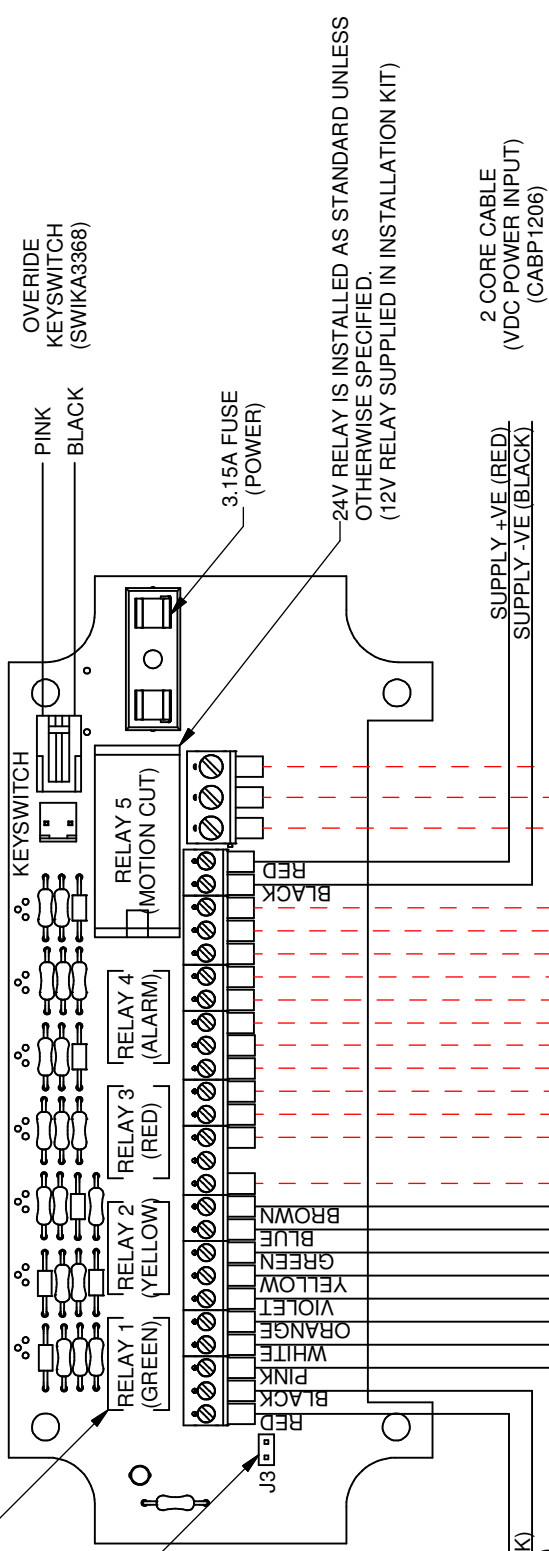 OVERIDE
KEYSWITCH
(SWIKA3368)
PINK
BLACK
KEYSWITCH
3.15A FUSE
(POWER)
24V RELAY IS INSTALLED AS STANDARD UNLESS
OTHERWISE SPECIFIED.
(12V RELAY SUPPLIED IN INSTALLATION KIT)
2 CORE CABLE
(VDC POWER INPUT)
(CABP1206)
SUPPLY +VE (RED)
SUPPLY -VE (BLACK)
RELAY 5
(MOTION CUT)
RELAY 4
(ALARM)
RELAY 3
(RED)
RELAY 2
(YELLOW)
RELAY 1
(GREEN)
RED
BLACK
BROWN
BLUE
GREEN
YELLOW
VIOLET
ORANGE
WHITE
PINK
BLACK
RED
J3
K)